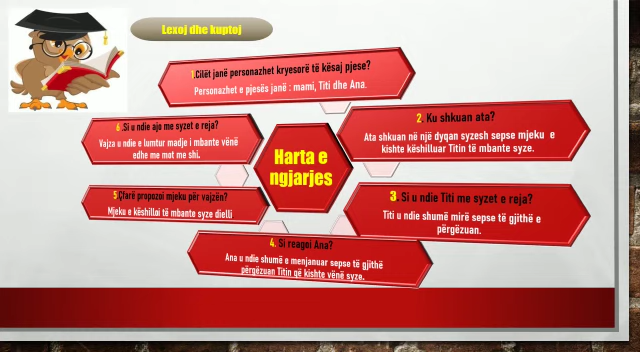 Lexoj dhe kuptoj
1.Cilët janë personazhet kryesorë të kësaj pjese?
Personazhet e pjesës janë : mami, Titi dhe Ana.
2. Ku shkuan ata?
Ata shkuan në një dyqan syzesh sepse mjeku e
kishte këshilluar Titin të mbante syze.
3. Si u ndie Titi me syzet e reja?
Titi u ndie shumë mirë sepse të gjithë e
përgëzuan.
4. Si reagoi Ana?
Ana u ndie shumë e menjanuar sepse të gjithë
përgëzuan Titin që kishte vënë syze.
5.Çfarë propozoi mjeku për vajzën?
Mjeku e këshilloi të mbante syze dielli
6.Si u ndie ajo me syzet e reja?
Vajza u ndie e lumtur madje i mbante vënë
edhe me mot me shi.
Harta e
ngjarjes